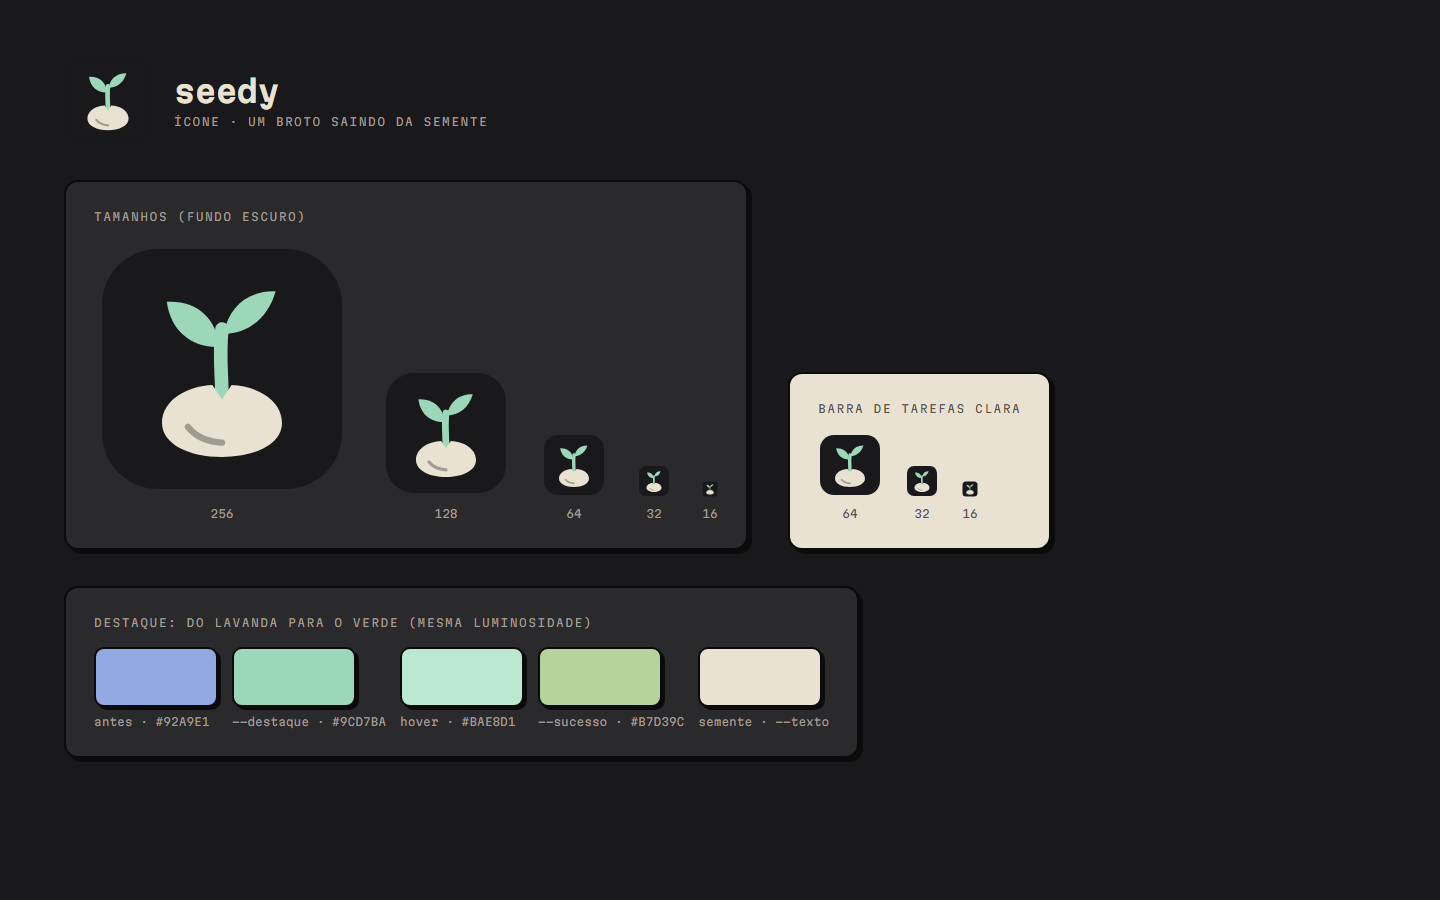 seedy
ÍCONE · UM BROTO SAINDO DA SEMENTE
TAMANHOS (FUNDO ESCURO)
256
128
64
32
16
BARRA DE TAREFAS CLARA
64
32
16
DESTAQUE: DO LAVANDA PARA O VERDE (MESMA LUMINOSIDADE)
antes · #92A9E1
--destaque · #9CD7BA
hover · #BAE8D1
--sucesso · #B7D39C
semente · --texto